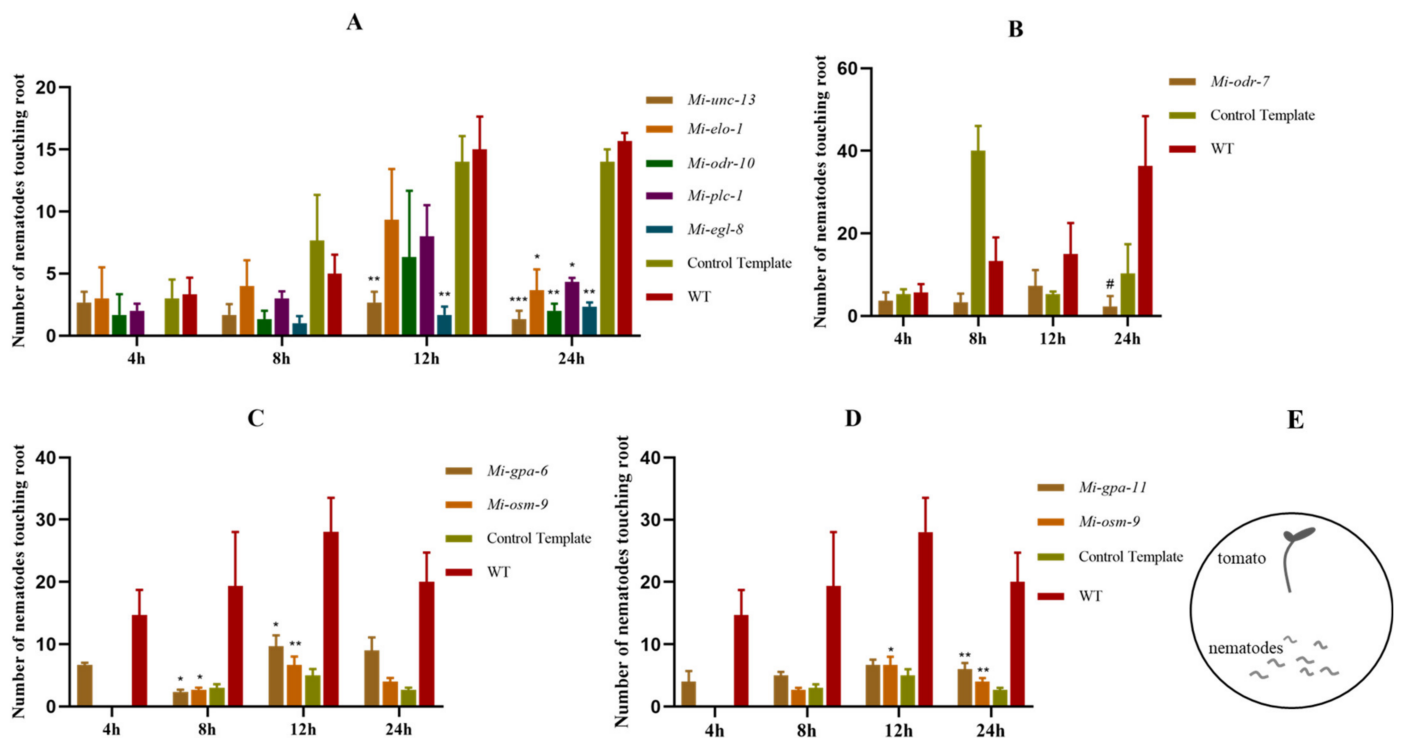 A
Number of nematodes touching root
20
15
10
5
0
** 
**
***
*
**
*
**
4h
8h
12h
24h
Mi-unc-13
Mi-elo-1
Mi-odr-10
Mi-plc-1
Mi-egl-8
Control Template
WT
B
Number of nematodes touching root
60
40
20
0
#
4h
8h
12h
24h
Mi-odr-7
Control Template
WT
C
Number of nematodes touching root
40
30
20
10
0
*
*
*
**
4h
8h
12h
24h
Mi-gpa-6
Mi-osm-9
Control Template
WT
D
Number of nematodes touching root
40
30
20
10
0
*
**
**
4h
8h
12h
24h
Mi-gpa-11
Mi-osm-9
Control Template
WT
E
tomato
nematodes